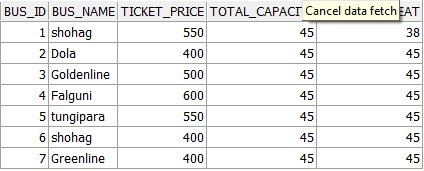 BUS_ID BUS_NAME TICKET_PRICE TOTAL_CAPACI Cancel data fetch EAT
1 shohag 550 45 38
2 Dola 400 45 45
3 Goldenline 500 45 45
4 Falguni 600 45 45
5 tungipara 550 45 45
6 shohag 400 45 45
7 Greenline 400 45 45